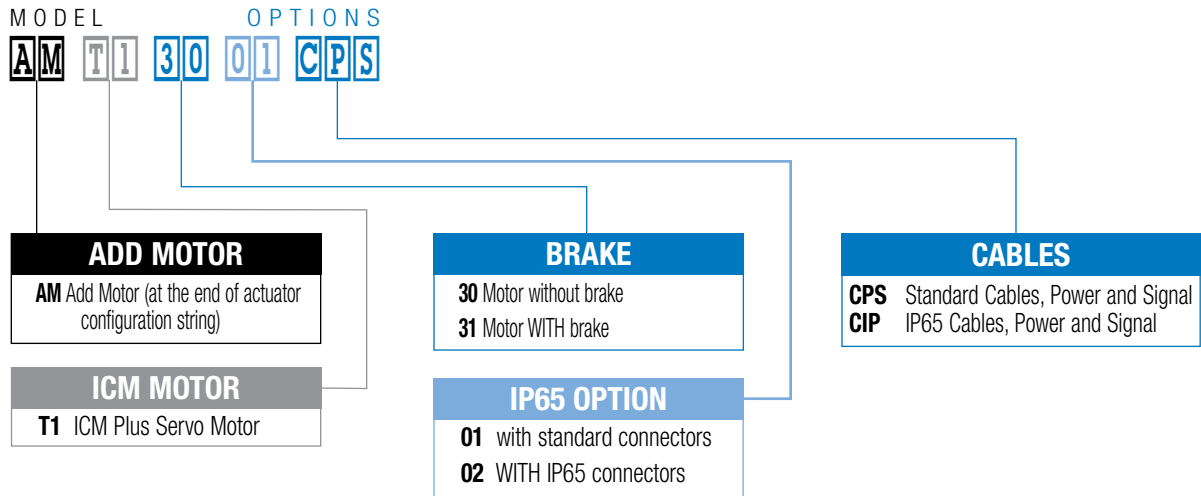 MODEL OPTIONS
AM T1 30 01 CPS
ADD MOTOR
AM Add Motor (at the end of actuator
configuration string)
ICM MOTOR
T1 ICM Plus Servo Motor
BRAKE
30 Motor without brake
31 Motor WITH brake
IP65 OPTION
01 with standard connectors
02 WITH IP65 connectors
CABLES
CPS Standard Cables, Power and Signal
CIP IP65 Cables, Power and Signal